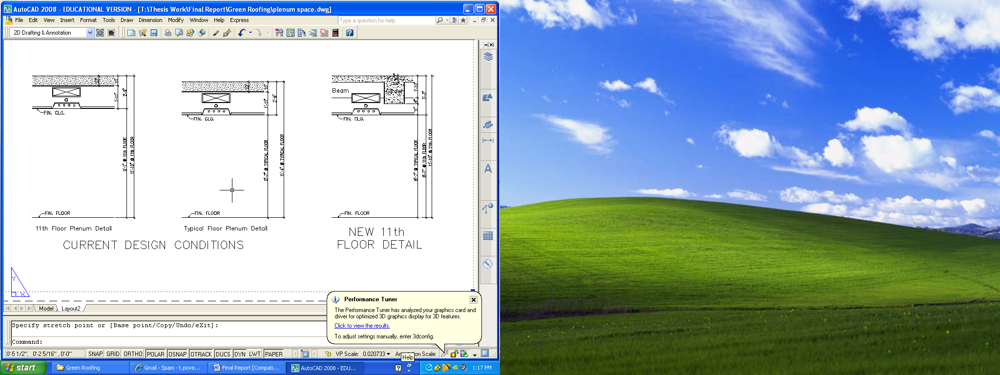 AutoCAD 2008 - EDUCATIONAL VERSION - [T:\Thesis Work\Final Report\Green Roofing\plenum space.dwg]
File Edit View Insert Format Tools Draw Dimension Modify Window Help Express
Type a question for help
2D Drafting & Annotation
10"
1'-11"
2'-9"
FIN. CLG.
9'-1" @ 11th FLOOR
11'-10" @ 11th FLOOR
FIN. FLOOR
11th Floor Plenum Detail
10"
1'-11"
2'-9"
FIN. CLG.
8'-7" @ TYPICAL FLOOR
11'-4" @ TYPICAL FLOOR
FIN. FLOOR
Typical Floor Plenum Detail
CURRENT DESIGN CONDITIONS
Beam
1'-10"
6"
11"
3'-3"
FIN. CLG.
8'-7" @ TYPICAL FLOOR
8'-7" @ 11th FLOOR
11'-10" @ 11th FLOOR
FIN. FLOOR
NEW 11th
FLOOR DETAIL
Y
X
Model Layout2
Performance Tuner
The Performance Tuner has analyzed your graphics card and
driver for optimized 3D graphics display for 3D features.
Click to view the results.
To adjust settings manually, enter 3dconfig.
Specify stretch point or [Base point/Copy/Undo/eXit]:
Command:
0'-5 1/2", 0'-2 5/16", 0'-0" SNAP GRID ORTHO POLAR OSNAP OTRACK DUCS DYN LWT PAPER VP Scale: 0.020733 Scale:
Help
start Green Roofing Gmail - Spam - t.pove... Final Report [Compati... AutoCAD 2008 - EDU... 1:17 PM